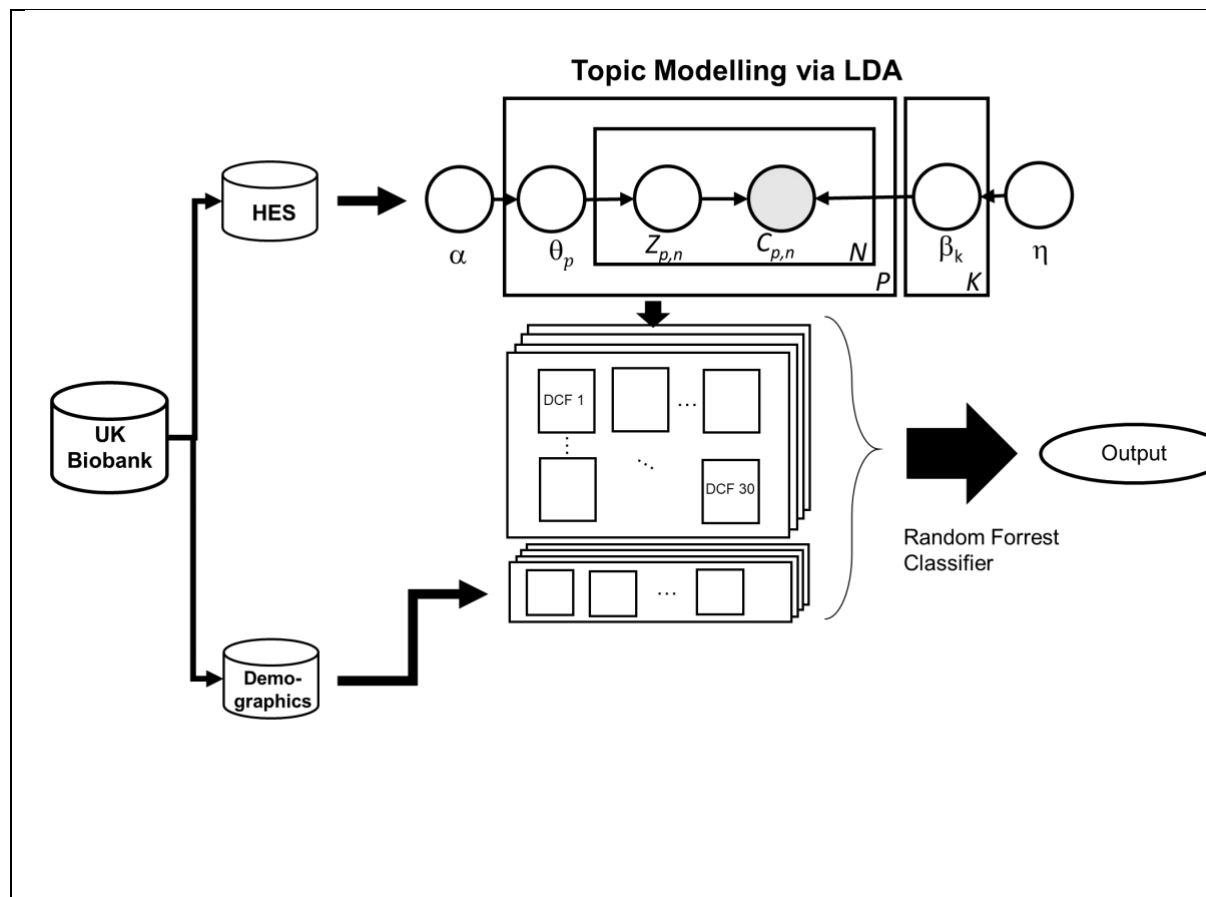 Topic Modelling via LDA
HES
α
θp
Zp,n
Cp,n
N
P
βk
K
η
UK
Biobank
DCF 1
...
...
...
DCF 30
Output
Random Forrest
Classifier
...
Demo-
graphics